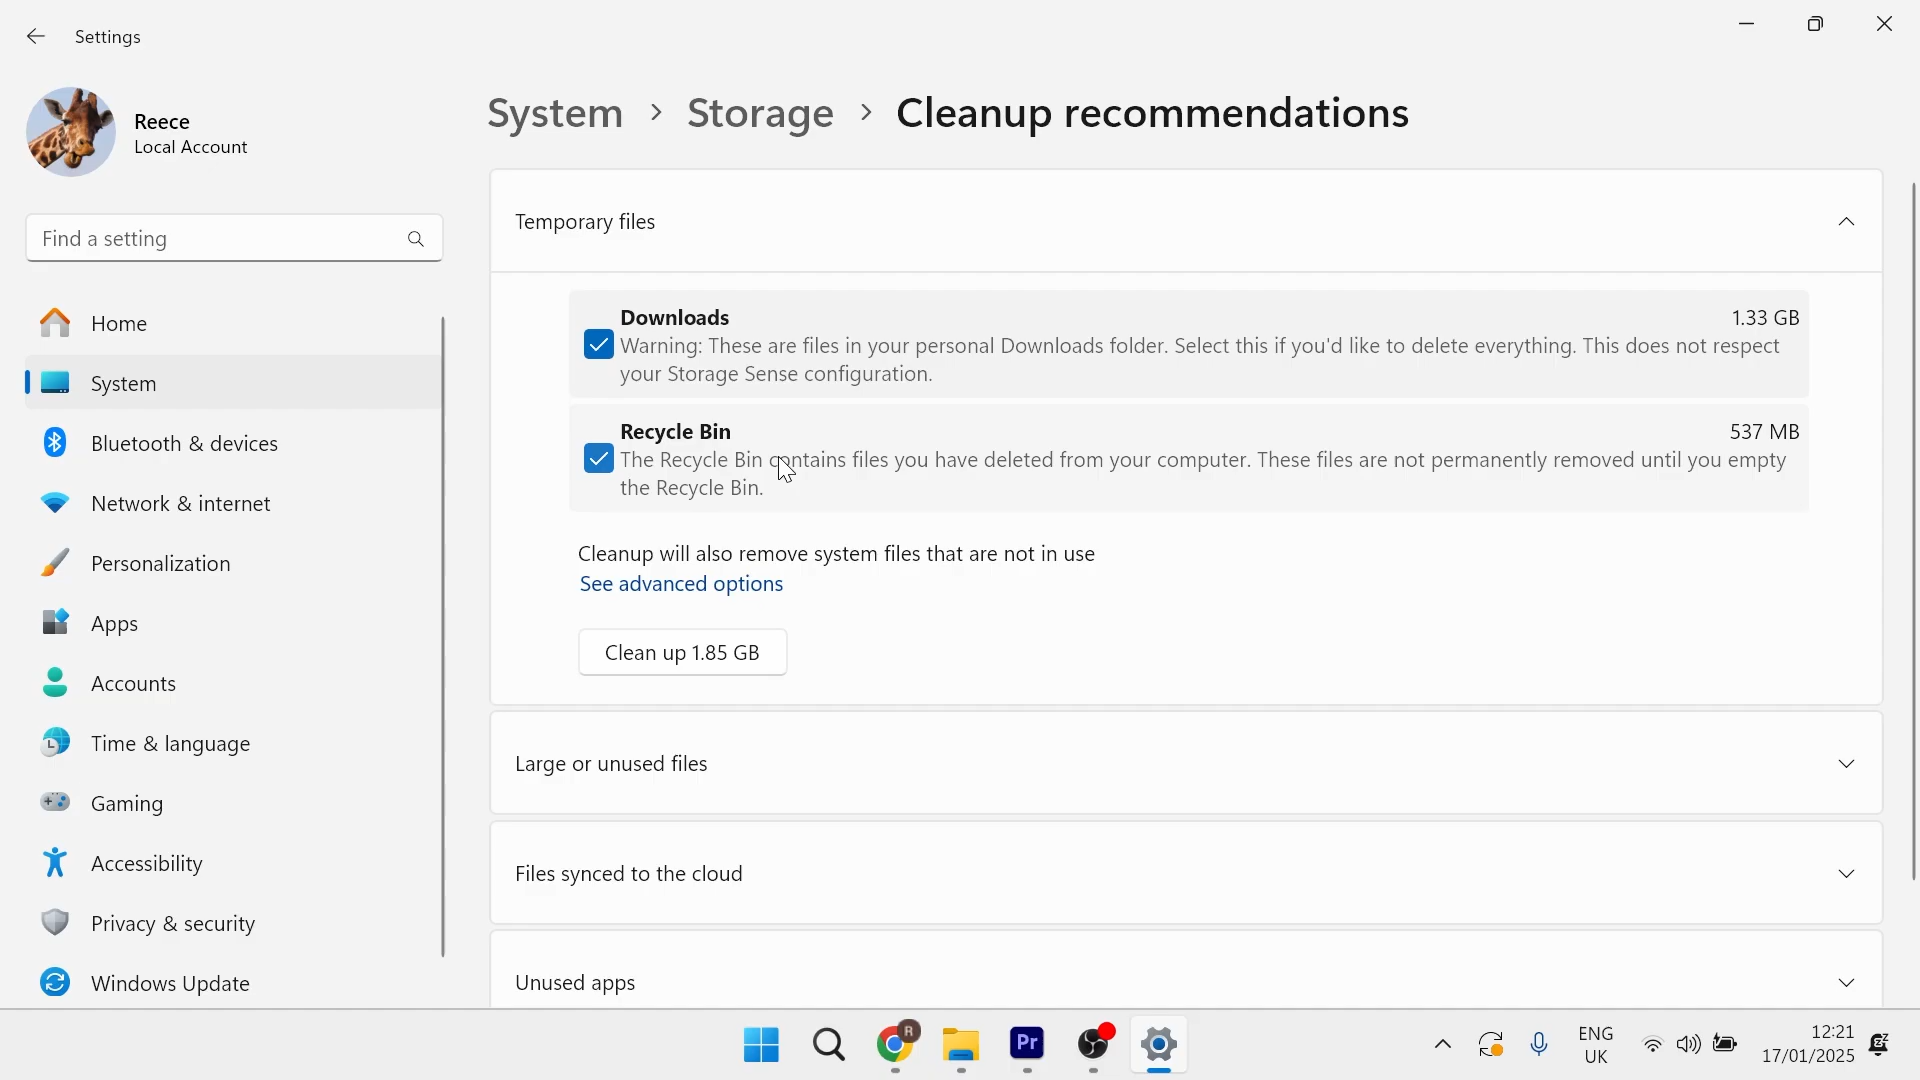 Settings
Reece
Local Account
Find a setting
Home
System
Bluetooth & devices
Network & internet
Personalization
Apps
Accounts
Time & language
Gaming
Accessibility
Privacy & security
Windows Update
System > Storage > Cleanup recommendations
Temporary files
Downloads 1.33 GB
Warning: These are files in your personal Downloads folder. Select this if you'd like to delete everything. This does not respect
your Storage Sense configuration.
Recycle Bin 537 MB
The Recycle Bin contains files you have deleted from your computer. These files are not permanently removed until you empty
the Recycle Bin.
Cleanup will also remove system files that are not in use
See advanced options
Clean up 1.85 GB
Large or unused files
Files synced to the cloud
Unused apps
R
Pr
ENG
UK
12:21
17/01/2025